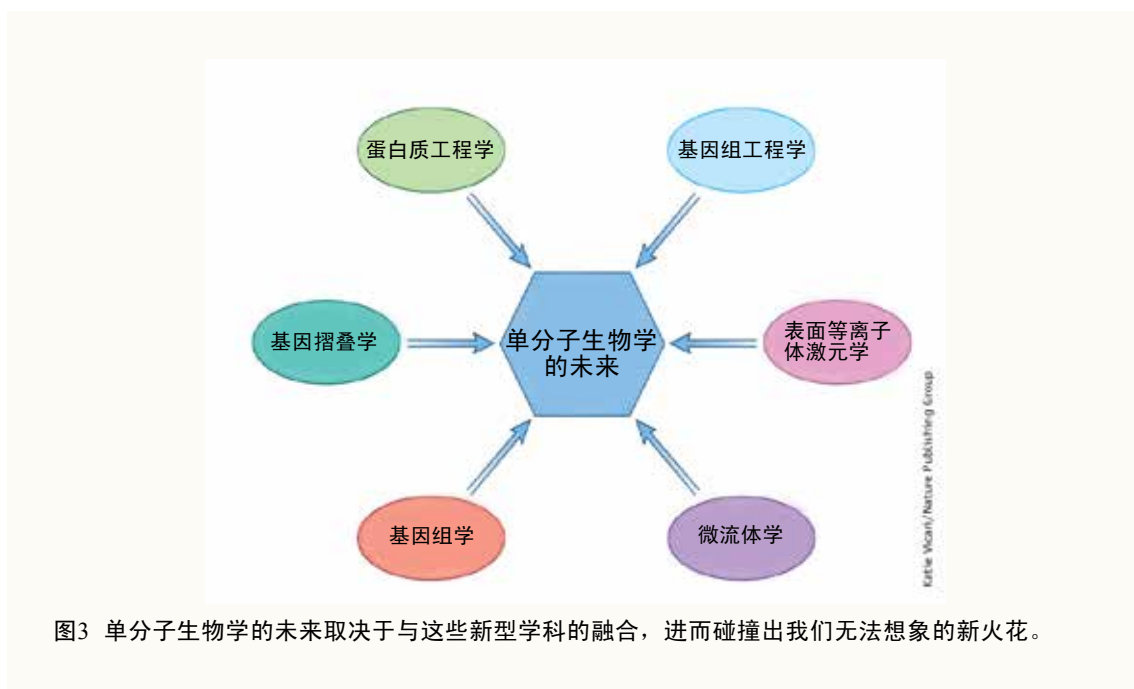 蛋白质工程学
基因组工程学
基因摺叠学
单分子生物学
的未来
表面等离子
体激元学
基因组学
微流体学
Katie Vicari/Nature Publishing Group
图3 单分子生物学的未来取决于与这些新型学科的融合，进而碰撞出我们无法想象的新火花。